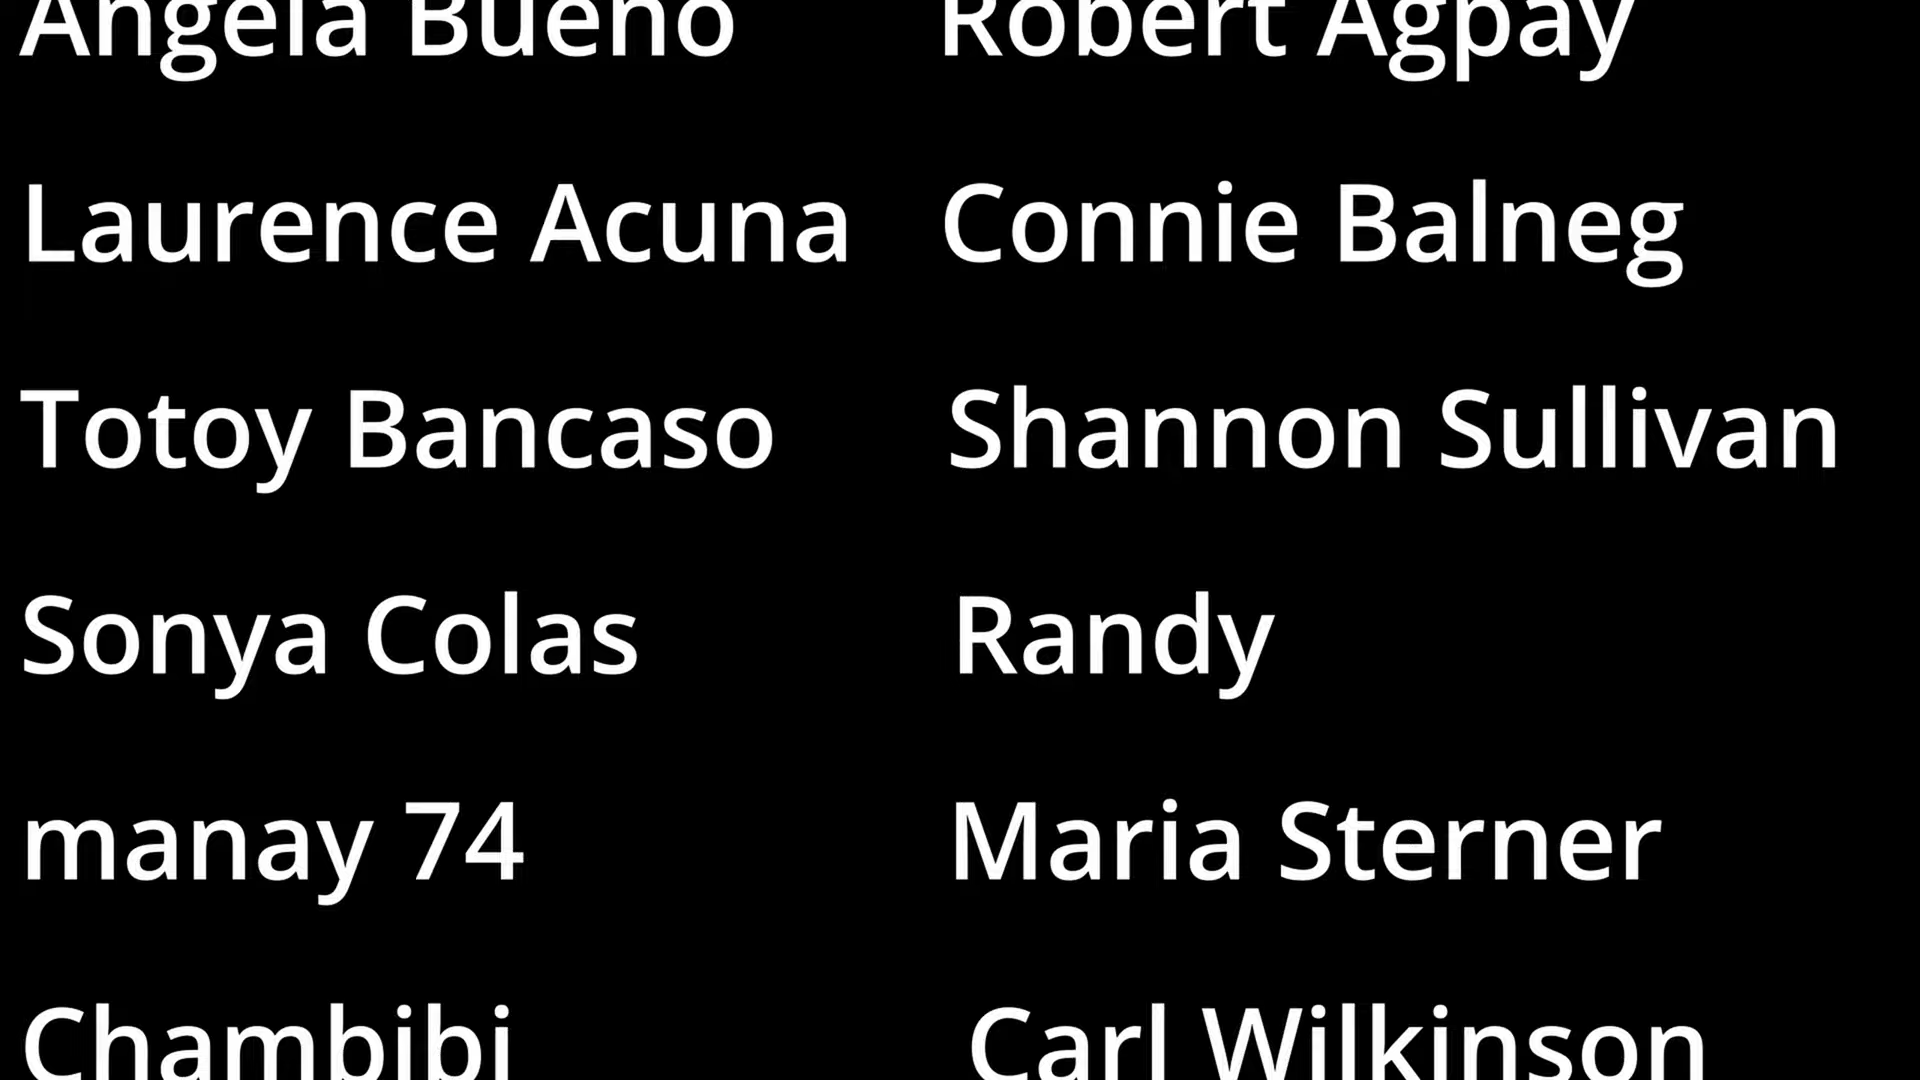 Angela Bueno Robert Agpay
Laurence Acuna Connie Balneg
Totoy Bancaso Shannon Sullivan
Sonya Colas Randy
manay 74 Maria Sterner
Chambibi Carl Wilkinson